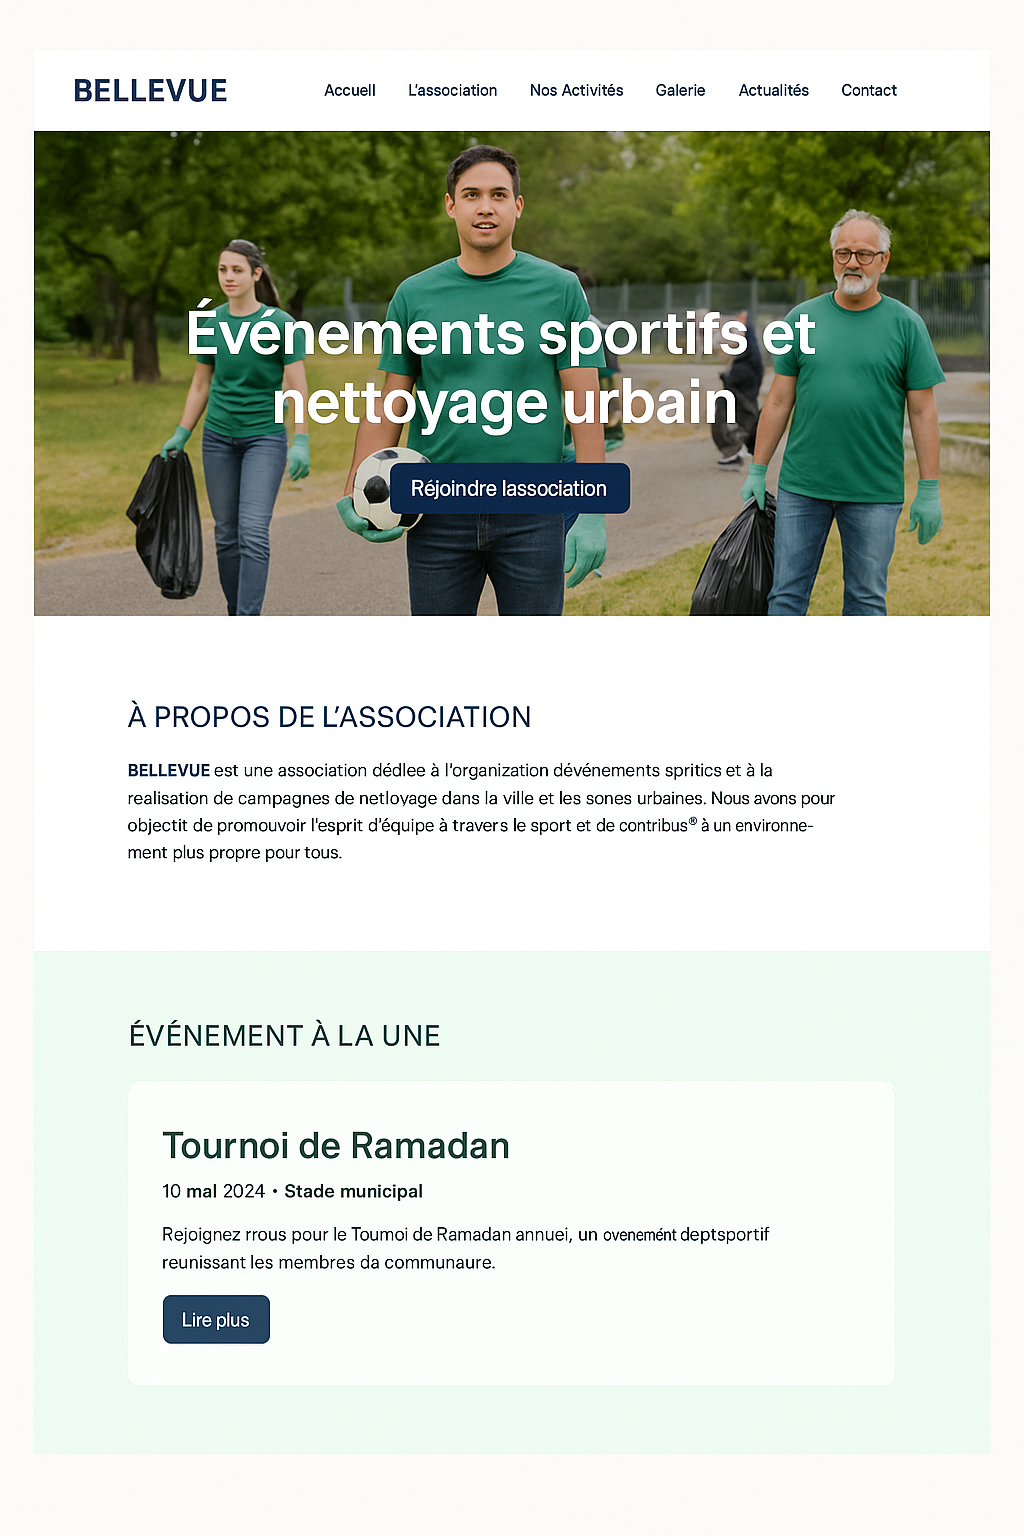 BELLEVUE
Accuell L'association Nos Activités Galerie Actualités Contact
Événements sportifs et
nettoyage urbain
Réjoindre lassociation
À PROPOS DE L'ASSOCIATION
BELLEVUE est une association dédlee à l'organization dévénements spritics et à la
realisation de campagnes de netloyage dans la ville et les sones urbaines. Nous avons pour
objectit de promouvoir l'esprit d'équipe à travers le sport et de contribus® à un environne-
ment plus propre pour tous.
ÉVÉNEMENT À LA UNE
Tournoi de Ramadan
10 mal 2024 • Stade municipal
Rejoignez rrous pour le Toumoi de Ramadan annuei, un ovenemént deptsportif
reunissant les membres da communaure.
Lire plus